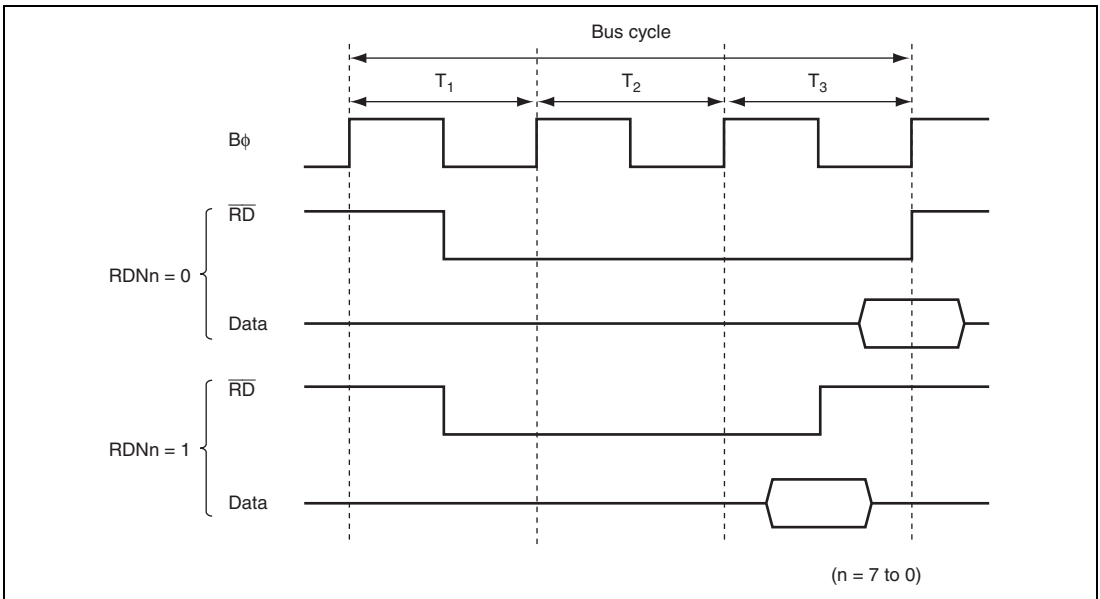 Bus cycle
T1 T2 T3
Bϕ
RD
RDNn = 0
Data
RD
RDNn = 1
Data
(n = 7 to 0)